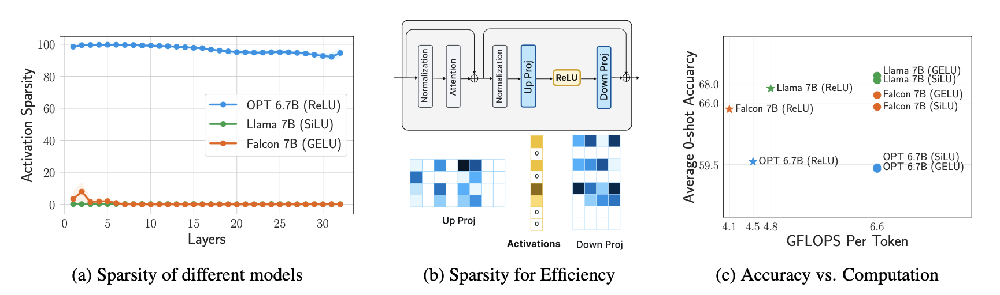 100
80
60
40
20
0
Activation Sparsity
OPT 6.7B (ReLU)
Llama 7B (SiLU)
Falcon 7B (GELU)
0 5 10 15 20 25 30
Layers
(a) Sparsity of different models
Normalization
Attention
Normalization
Up Proj
ReLU
Down Proj
0
0
0
0
Up Proj
Activations
Down Proj
(b) Sparsity for Efficiency
Average 0-shot Accuarcy
68.0
66.0
59.5
Llama 7B (GELU)
Llama 7B (SiLU)
Llama 7B (ReLU)
Falcon 7B (GELU)
Falcon 7B (SiLU)
Falcon 7B (ReLU)
OPT 6.7B (SiLU)
OPT 6.7B (ReLU)
OPT 6.7B (GELU)
4.1 4.5 4.8 6.6
GFLOPS Per Token
(c) Accuracy vs. Computation